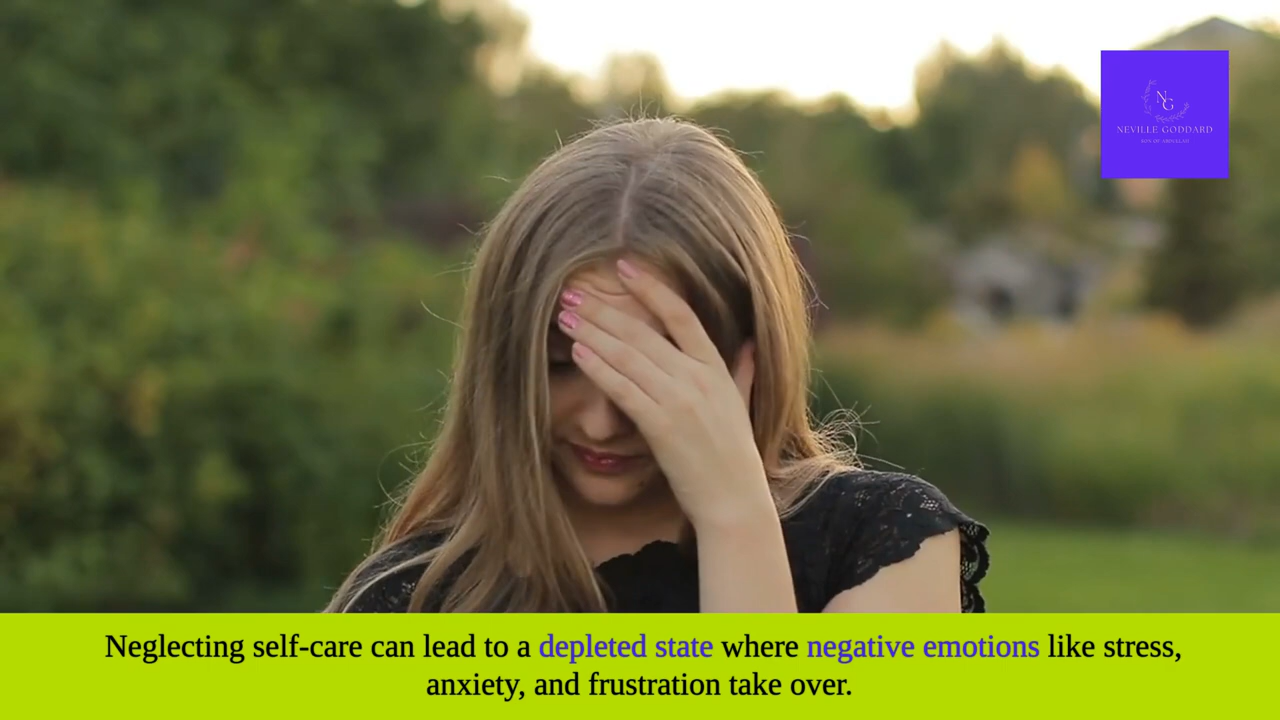 NG
NEVILLE GODDARD
Neglecting self-care can lead to a depleted state where negative emotions like stress,
anxiety, and frustration take over.